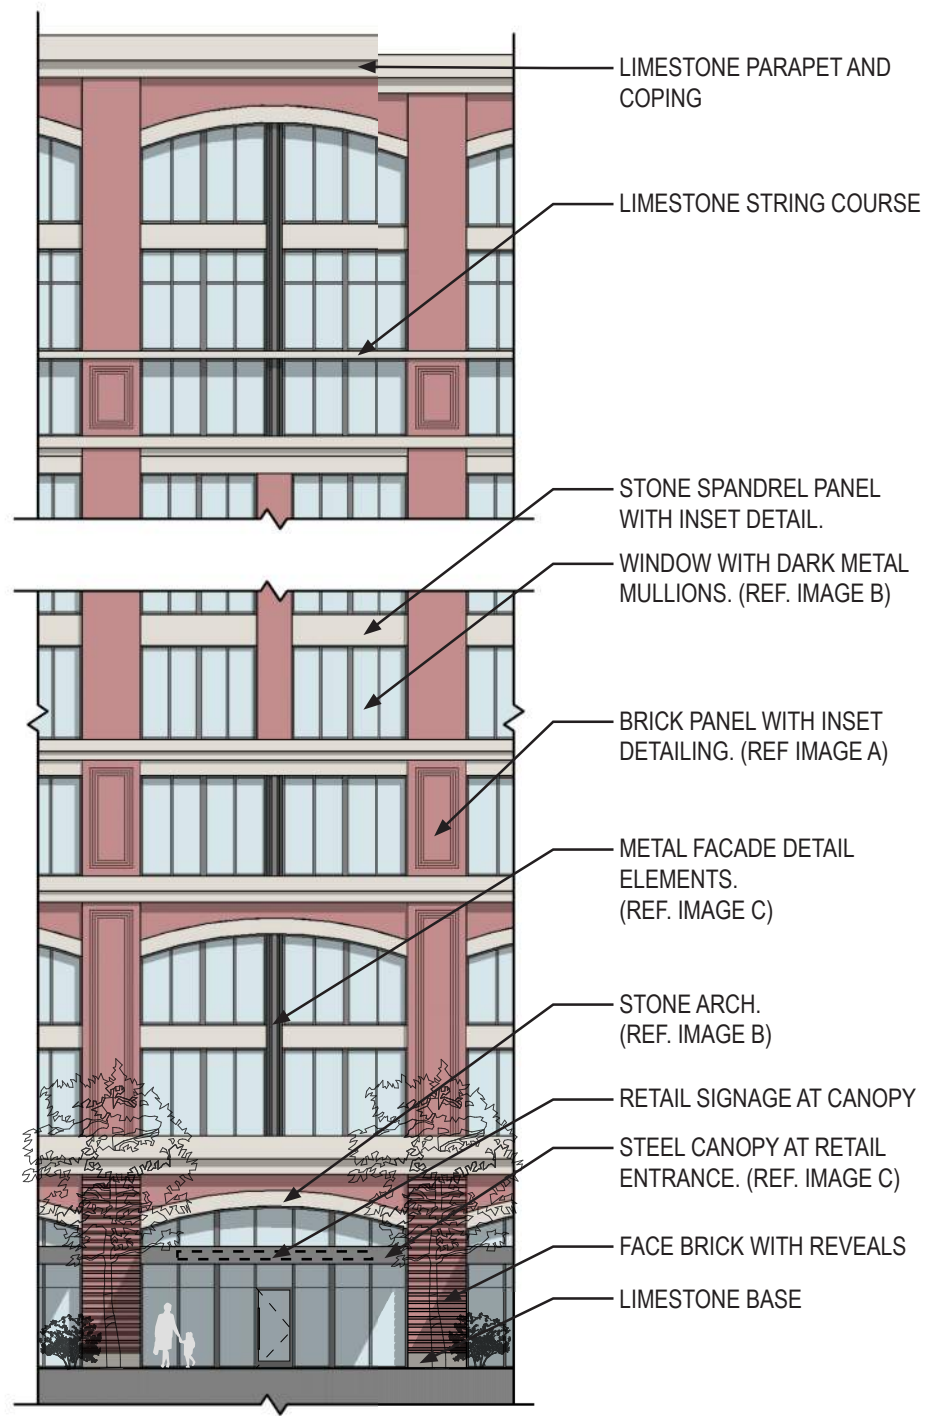 LIMESTONE PARAPET AND
COPING
LIMESTONE STRING COURSE
STONE SPANDREL PANEL
WITH INSET DETAIL.
WINDOW WITH DARK METAL
MULLIONS. (REF. IMAGE B)
BRICK PANEL WITH INSET
DETAILING. (REF IMAGE A)
METAL FACADE DETAIL
ELEMENTS.
(REF. IMAGE C)
STONE ARCH.
(REF. IMAGE B)
RETAIL SIGNAGE AT CANOPY
STEEL CANOPY AT RETAIL
ENTRANCE. (REF. IMAGE C)
FACE BRICK WITH REVEALS
LIMESTONE BASE